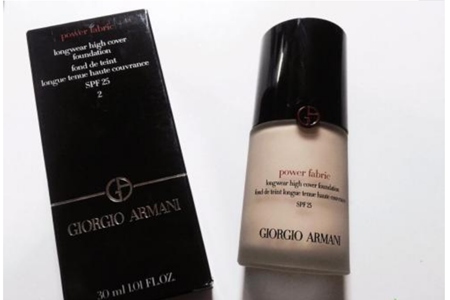 power fabric
longwear high cover
foundation
fond de teint
longue tenue haute couvrance
SPF 25
2
GIORGIO ARMANI
30 ml 1.01 FL.OZ.
power fabric
longwear high cover foundation
fond de teint longue tenue haute couvrance
SPF 25
GIORGIO ARMANI